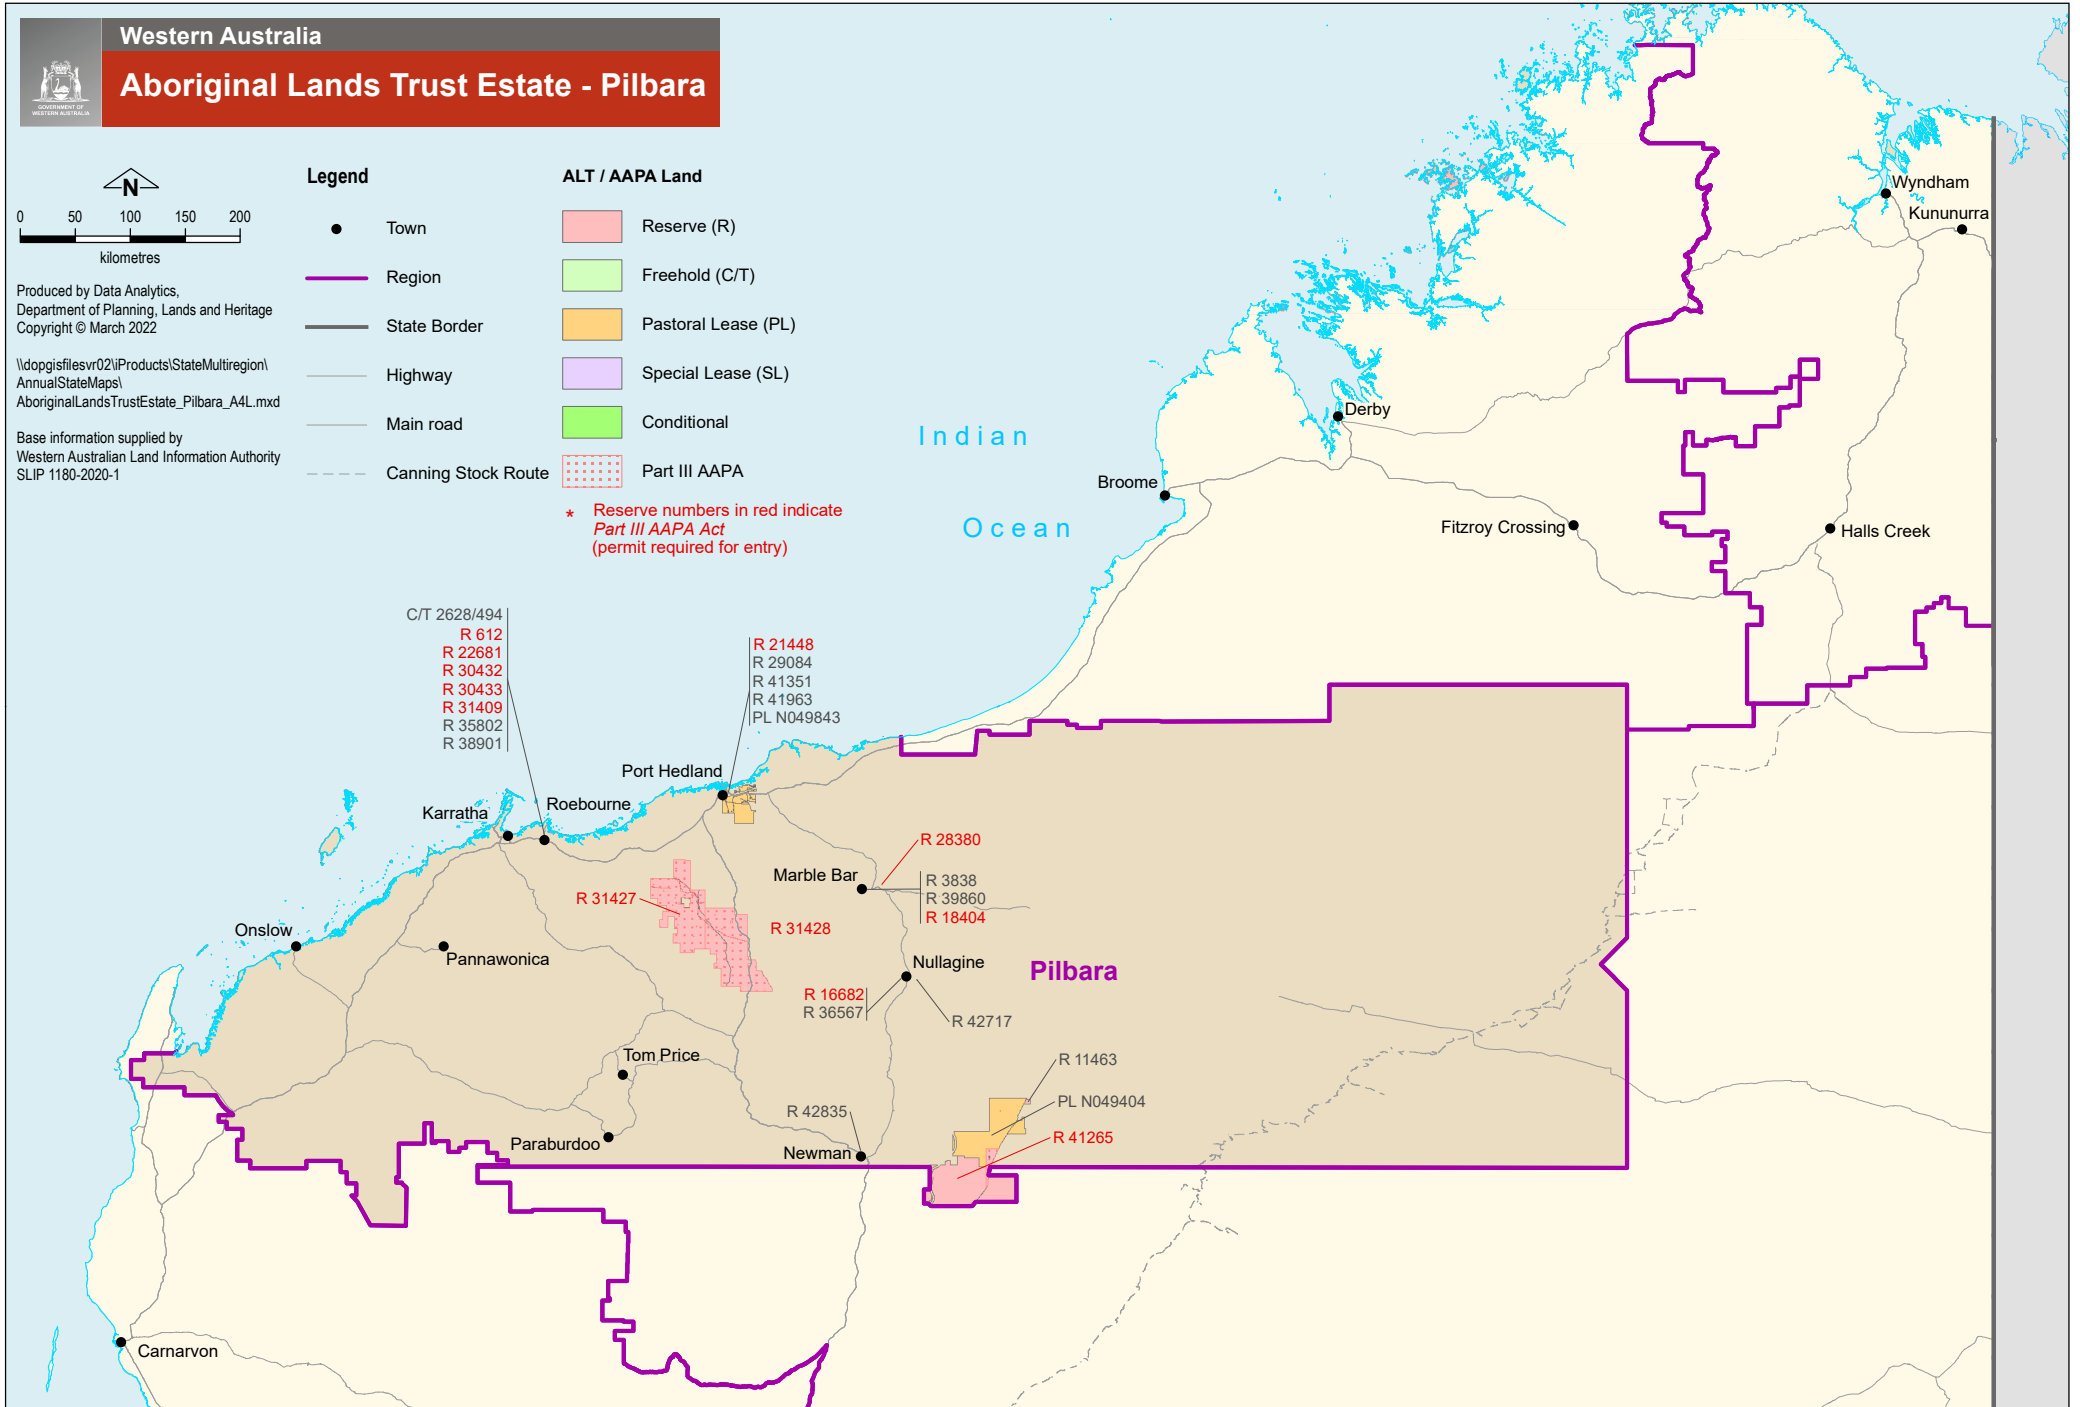 Western Australia
Aboriginal Lands Trust Estate - Pilbara
GOVERNMENT OF
WESTERN AUSTRALIA
N
0 50 100 150 200
kilometres
Produced by Data Analytics,
Department of Planning, Lands and Heritage
Copyright © March 2022
\\dopgisfilesvr02\iProducts\StateMultiregion\
AnnualStateMaps\
AboriginalLandsTrustEstate_Pilbara_A4L.mxd
Base information supplied by
Western Australian Land Information Authority
SLIP 1180-2020-1
Legend
Town
Region
State Border
Highway
Main road
Canning Stock Route
ALT / AAPA Land
Reserve (R)
Freehold (C/T)
Pastoral Lease (PL)
Special Lease (SL)
Conditional
Part III AAPA
* Reserve numbers in red indicate
Part III AAPA Act
(permit required for entry)
Indian
Ocean
Wyndham
Kununurra
Derby
Broome
Fitzroy Crossing
Halls Creek
C/T 2628/494
R 612
R 22681
R 30432
R 30433
R 31409
R 35802
R 38901
R 21448
R 29084
R 41351
R 41963
PL N049843
Port Hedland
Karratha
Roebourne
R 28380
Marble Bar
R 3838
R 39860
R 18404
R 31427
R 31428
Onslow
Pannawonica
Nullagine
Pilbara
R 16682
R 36567
R 42717
Tom Price
R 11463
PL N049404
R 42835
R 41265
Paraburdoo
Newman
Carnarvon